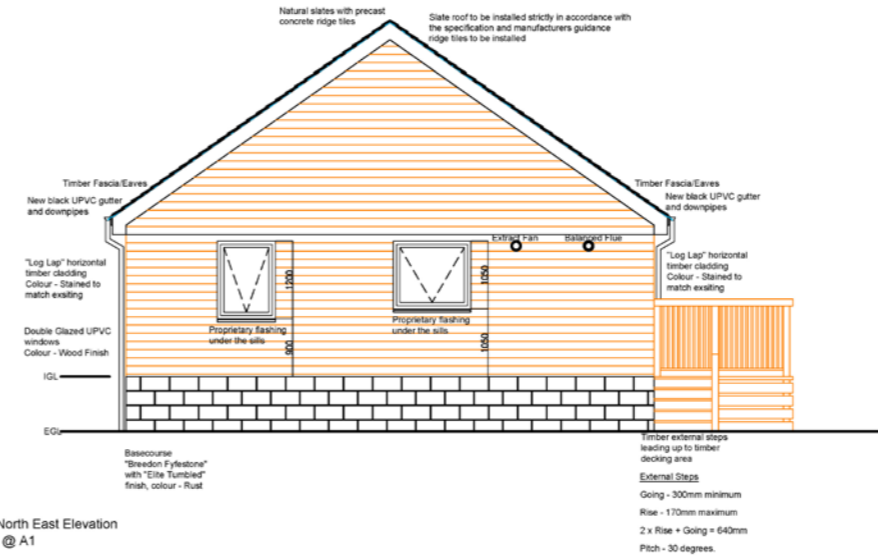 Natural slates with precast
concrete ridge tiles
Slate roof to be installed strictly in accordance with
the specification and manufacturers guidance
ridge tiles to be installed
Timber Fascia/Eaves
New black UPVC gutter
and downpipes
Timber Fascia/Eaves
New black UPVC gutter
and downpipes
Extract Fan
Balanced Flue
"Log Lap" horizontal
timber cladding
Colour - Stained to
match exsiting
1200
1050
"Log Lap" horizontal
timber cladding
Colour - Stained to
match exsiting
Double Glazed UPVC
windows
Colour - Wood Finish
Proprietary flashing
under the sills
900
Proprietary flashing
under the sills
1050
IGL
EGL
Basecourse
"Breedon Fyfestone"
with "Elite Tumbled"
finish, colour - Rust
Timber external steps
leading up to timber
decking area
External Steps
Going - 300mm minimum
Rise - 170mm maximum
2 x Rise + Going = 640mm
Pitch - 30 degrees.
North East Elevation
@ A1